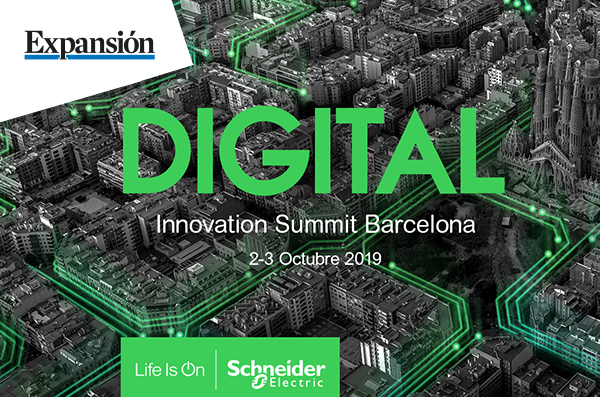 Expansión
DIGITAL
Innovation Summit Barcelona
2-3 Octubre 2019
Life Is On
Schneider
Electric